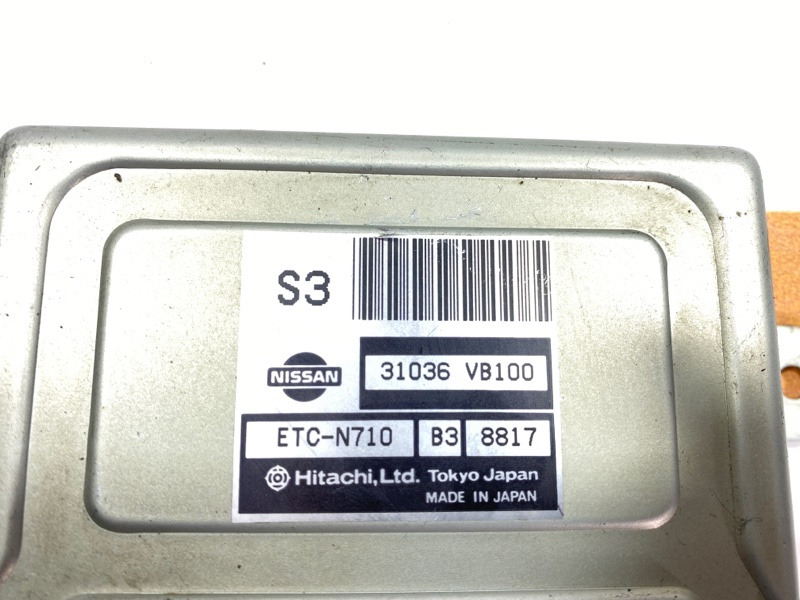 S3
NISSAN 31036 VB100
ETC-N710 B3 8817
Hitachi,Ltd. Tokyo Japan
MADE IN JAPAN